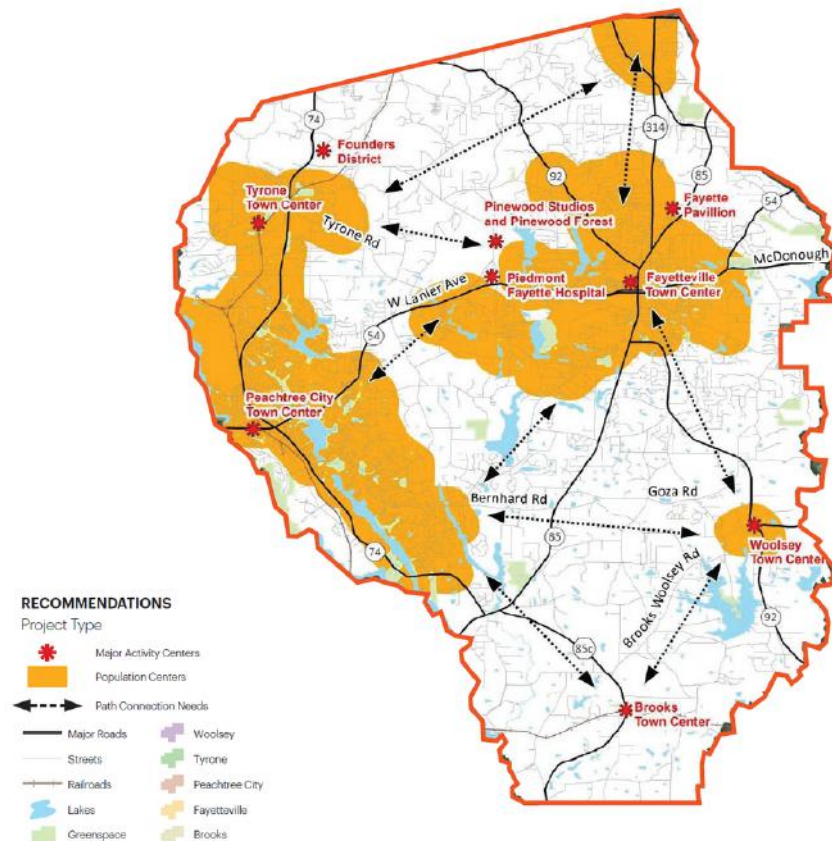 74
Founders
District
314
92
85
54
Tyrone
Town Center
Pinewood Studios
and Pinewood Forest
Fayette
Pavillion
Tyrone Rd
McDonough
W Lanier Ave
Piedmont
Fayette Hospital
Fayetteville
Town Center
54
Peachtree City
Town Center
Bernhard Rd
Goza Rd
85
Woolsey
Town Center
74
Brooks Woolsey Rd
92
85c
Brooks
Town Center
RECOMMENDATIONS
Project Type
Major Activity Centers
Population Centers
Path Connection Needs
Major Roads
Woolsey
Streets
Tyrone
Railroads
Peachtree City
Lakes
Fayetteville
Greenspace
Brooks